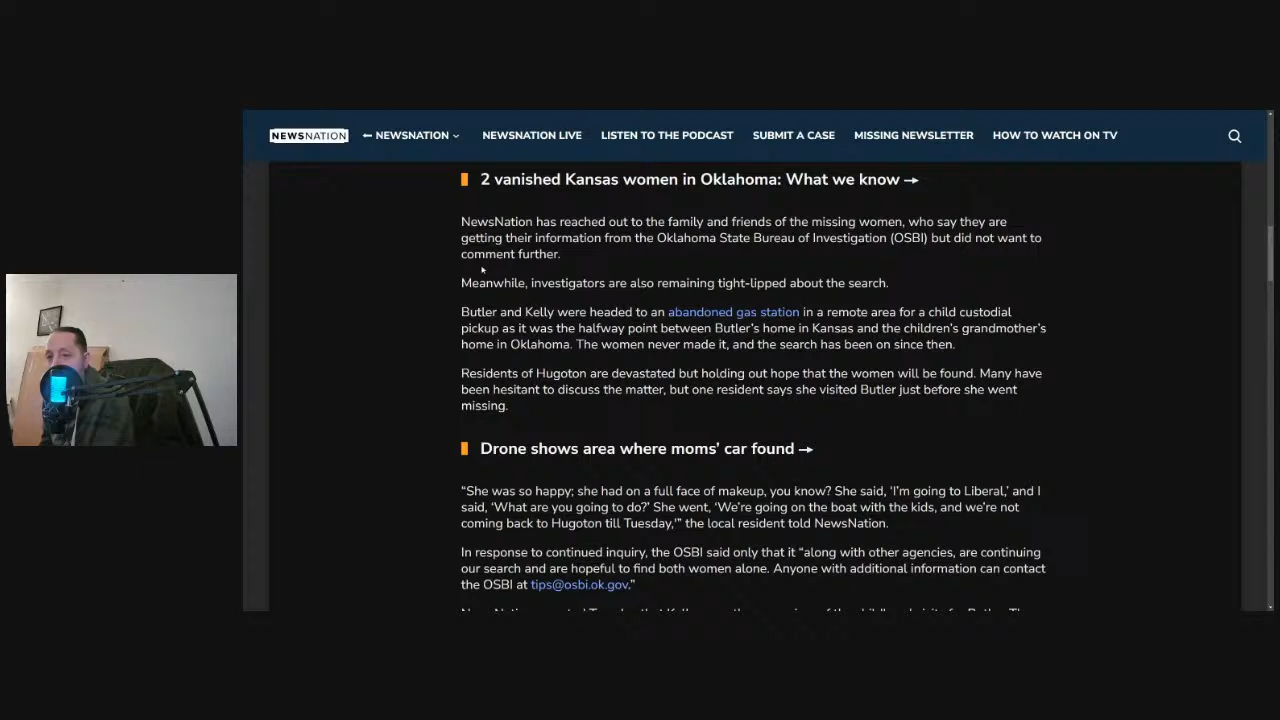 NEWSNATION NEWSNATION NEWSNATION LIVE LISTEN TO THE PODCAST SUBMIT A CASE MISSING NEWSLETTER HOW TO WATCH ON TV
2 vanished Kansas women in Oklahoma: What we know →
NewsNation has reached out to the family and friends of the missing women, who say they are
getting their information from the Oklahoma State Bureau of Investigation (OSBI) but did not want to
comment further.
Meanwhile, investigators are also remaining tight-lipped about the search.
Butler and Kelly were headed to an abandoned gas station in a remote area for a child custodial
pickup as it was the halfway point between Butler’s home in Kansas and the children’s grandmother’s
home in Oklahoma. The women never made it, and the search has been on since then.
Residents of Hugoton are devastated but holding out hope that the women will be found. Many have
been hesitant to discuss the matter, but one resident says she visited Butler just before she went
missing.
Drone shows area where moms’ car found →
“She was so happy; she had on a full face of makeup, you know? She said, ‘I’m going to Liberal,’ and I
said, ‘What are you going to do?’ She went, ‘We’re going on the boat with the kids, and we’re not
coming back to Hugoton till Tuesday,’” the local resident told NewsNation.
In response to continued inquiry, the OSBI said only that it “along with other agencies, are continuing
our search and are hopeful to find both women alone. Anyone with additional information can contact
the OSBI at tips@osbi.ok.gov.”